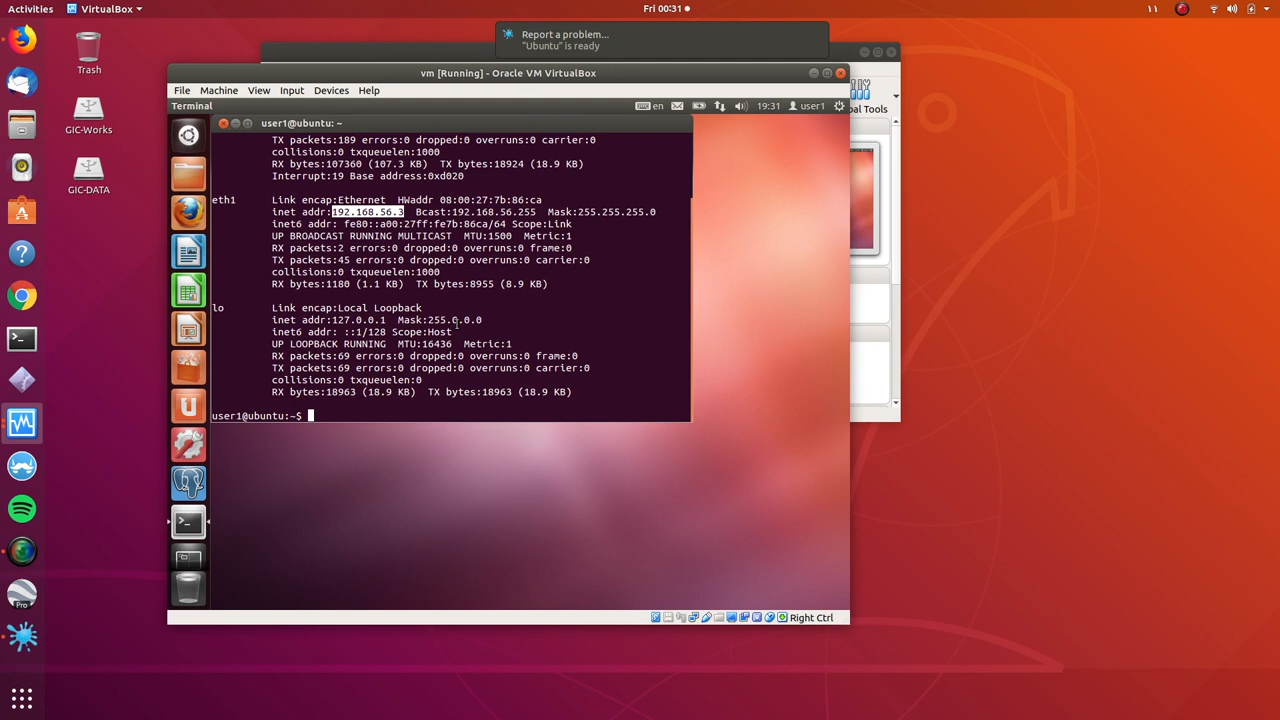 Activities
VirtualBox
Fri 00:31
Report a problem...
"Ubuntu" is ready
Trash
GIC-Works
GIC-DATA
Pro
vm [Running] - Oracle VM VirtualBox
File Machine View Input Devices Help
Terminal
en
19:31
user1
user1@ubuntu: ~
TX packets:189 errors:0 dropped:0 overruns:0 carrier:0
collisions:0 txqueuelen:1000
RX bytes:107360 (107.3 KB) TX bytes:18924 (18.9 KB)
Interrupt:19 Base address:0xd020
eth1 Link encap:Ethernet HWaddr 08:00:27:7b:86:ca
inet addr:192.168.56.3 Bcast:192.168.56.255 Mask:255.255.255.0
inet6 addr: fe80::a00:27ff:fe7b:86ca/64 Scope:Link
UP BROADCAST RUNNING MULTICAST MTU:1500 Metric:1
RX packets:2 errors:0 dropped:0 overruns:0 frame:0
TX packets:45 errors:0 dropped:0 overruns:0 carrier:0
collisions:0 txqueuelen:1000
RX bytes:1180 (1.1 KB) TX bytes:8955 (8.9 KB)
lo Link encap:Local Loopback
inet addr:127.0.0.1 Mask:255.0.0.0
inet6 addr: ::1/128 Scope:Host
UP LOOPBACK RUNNING MTU:16436 Metric:1
RX packets:69 errors:0 dropped:0 overruns:0 frame:0
TX packets:69 errors:0 dropped:0 overruns:0 carrier:0
collisions:0 txqueuelen:0
RX bytes:18963 (18.9 KB) TX bytes:18963 (18.9 KB)
user1@ubuntu:~$
Right Ctrl
Tools